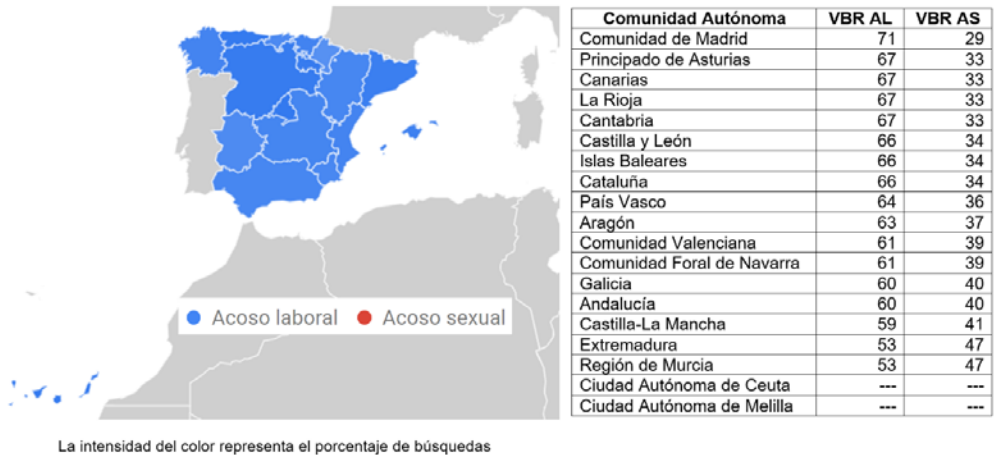 Acoso laboral Acoso sexual
La intensidad del color representa el porcentaje de búsquedas
Comunidad Autónoma VBR AL VBR AS
Comunidad de Madrid 71 29
Principado de Asturias 67 33
Canarias 67 33
La Rioja 67 33
Cantabria 67 33
Castilla y León 66 34
Islas Baleares 66 34
Cataluña 66 34
País Vasco 64 36
Aragón 63 37
Comunidad Valenciana 61 39
Comunidad Foral de Navarra 61 39
Galicia 60 40
Andalucía 60 40
Castilla-La Mancha 59 41
Extremadura 53 47
Región de Murcia 53 47
Ciudad Autónoma de Ceuta --- ---
Ciudad Autónoma de Melilla --- ---